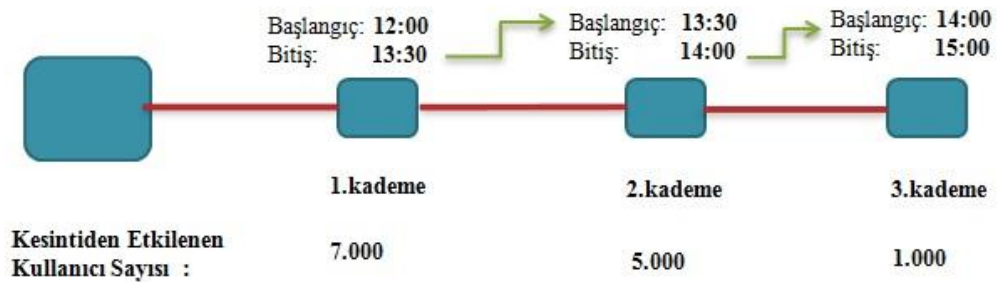 Başlangıç: 12:00
Bitiş: 13:30
Başlangıç: 13:30
Bitiş: 14:00
Başlangıç: 14:00
Bitiş: 15:00
1.kademe
2.kademe
3.kademe
Kesintiden Etkilenen
Kullanıcı Sayısı :
7.000
5.000
1.000